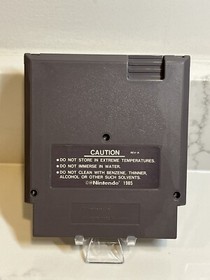 CAUTION
•DO NOT STORE IN EXTREME TEMPERATURES.
•DO NOT IMMERSE IN WATER.
•DO NOT CLEAN WITH BENZENE, THINNER,
ALCOHOL OR OTHER SUCH SOLVENTS.
©®Nintendo 1985